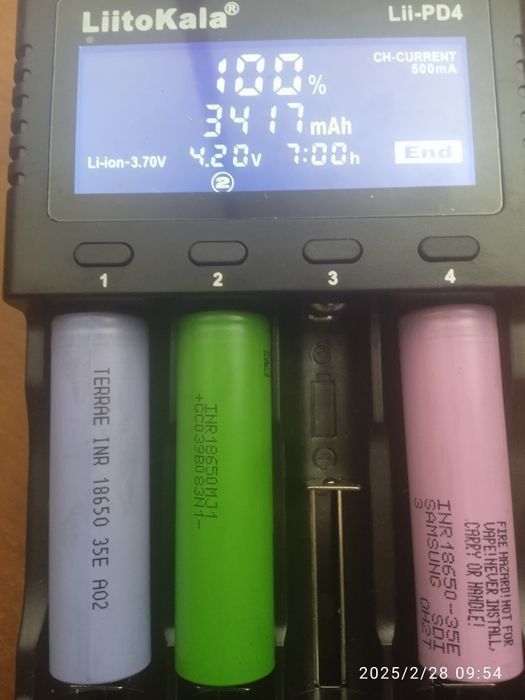 LiitoKala®
Lii-PD4
100%
CH-CURRENT
500mA
3417mAh
Li-ion-3.70V 4.20V 7:00h End
2
1 2 3 4
TERRAE INR 18650 35E A02
INR18650MJ1
+CC039B083N1-
FIRE HAZARD! NOT FOR
VAPE! NEVER INSTALL,
CARRY OR HANDLE!
INR18650-35E
SAMSUNG SDI
3
2025/2/28 09:54